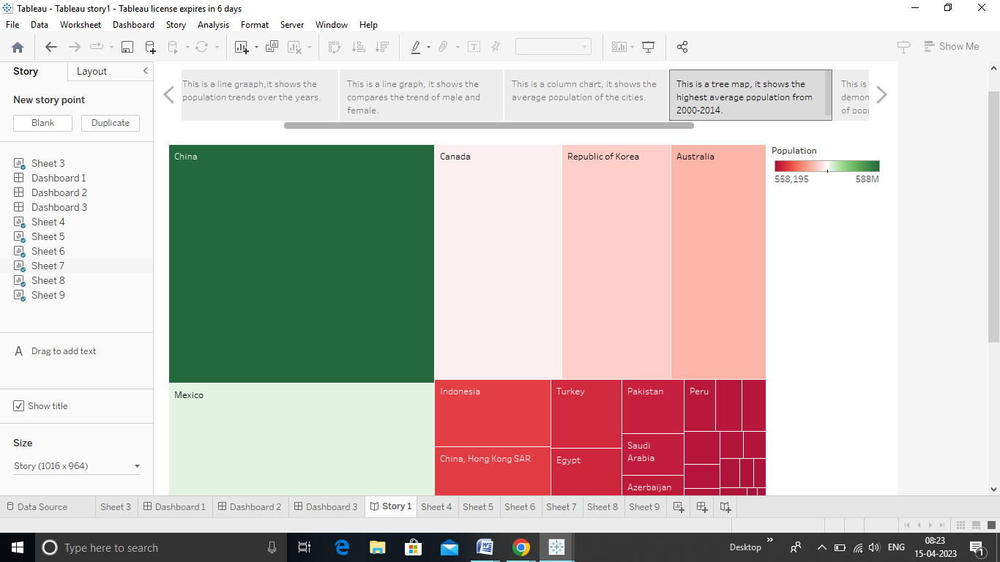 Tableau - Tableau story1 - Tableau license expires in 6 days
File Data Worksheet Dashboard Story Analysis Format Server Window Help
Show Me
Story Layout
New story point
Blank Duplicate
Sheet 3
Dashboard 1
Dashboard 2
Dashboard 3
Sheet 4
Sheet 5
Sheet 6
Sheet 7
Sheet 8
Sheet 9
A Drag to add text
Show title
Size
Story (1016 x 964)
This is a line graaph,it shows the
population trends over the years.
This is a line graph, it shows the
compares the trend of male and
female.
This is a column chart, it shows the
average population of the cities.
This is a tree map, it shows the
highest average population from
2000-2014.
This is
demon
of popu
China
Canada
Republic of Korea
Australia
Mexico
Indonesia
Turkey
Pakistan
Peru
China, Hong Kong SAR
Egypt
Saudi
Arabia
Azerbaijan
Population
558,195 588M
Data Source Sheet 3 Dashboard 1 Dashboard 2 Dashboard 3 Story 1 Sheet 4 Sheet 5 Sheet 6 Sheet 7 Sheet 8 Sheet 9
Type here to search
Desktop
ENG
08:23
15-04-2023
1